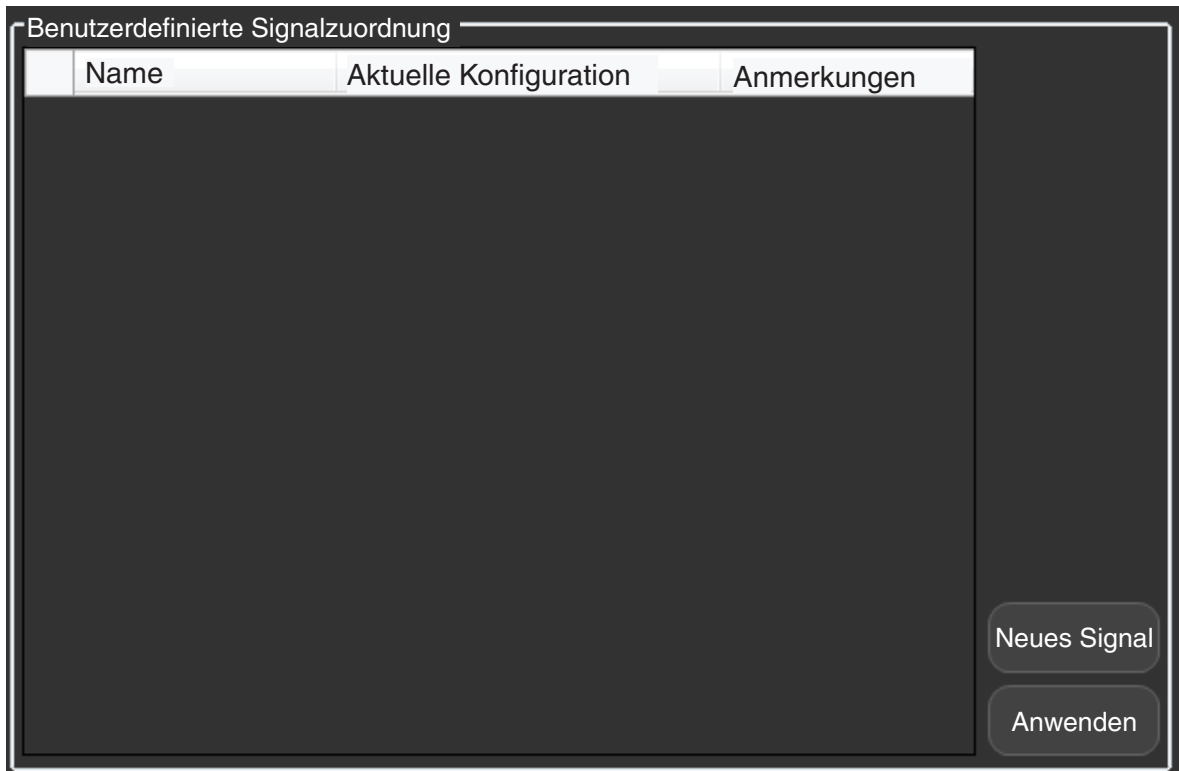 Benutzerdefinierte Signalzuordnung
Name Aktuelle Konfiguration Anmerkungen
Neues Signal
Anwenden